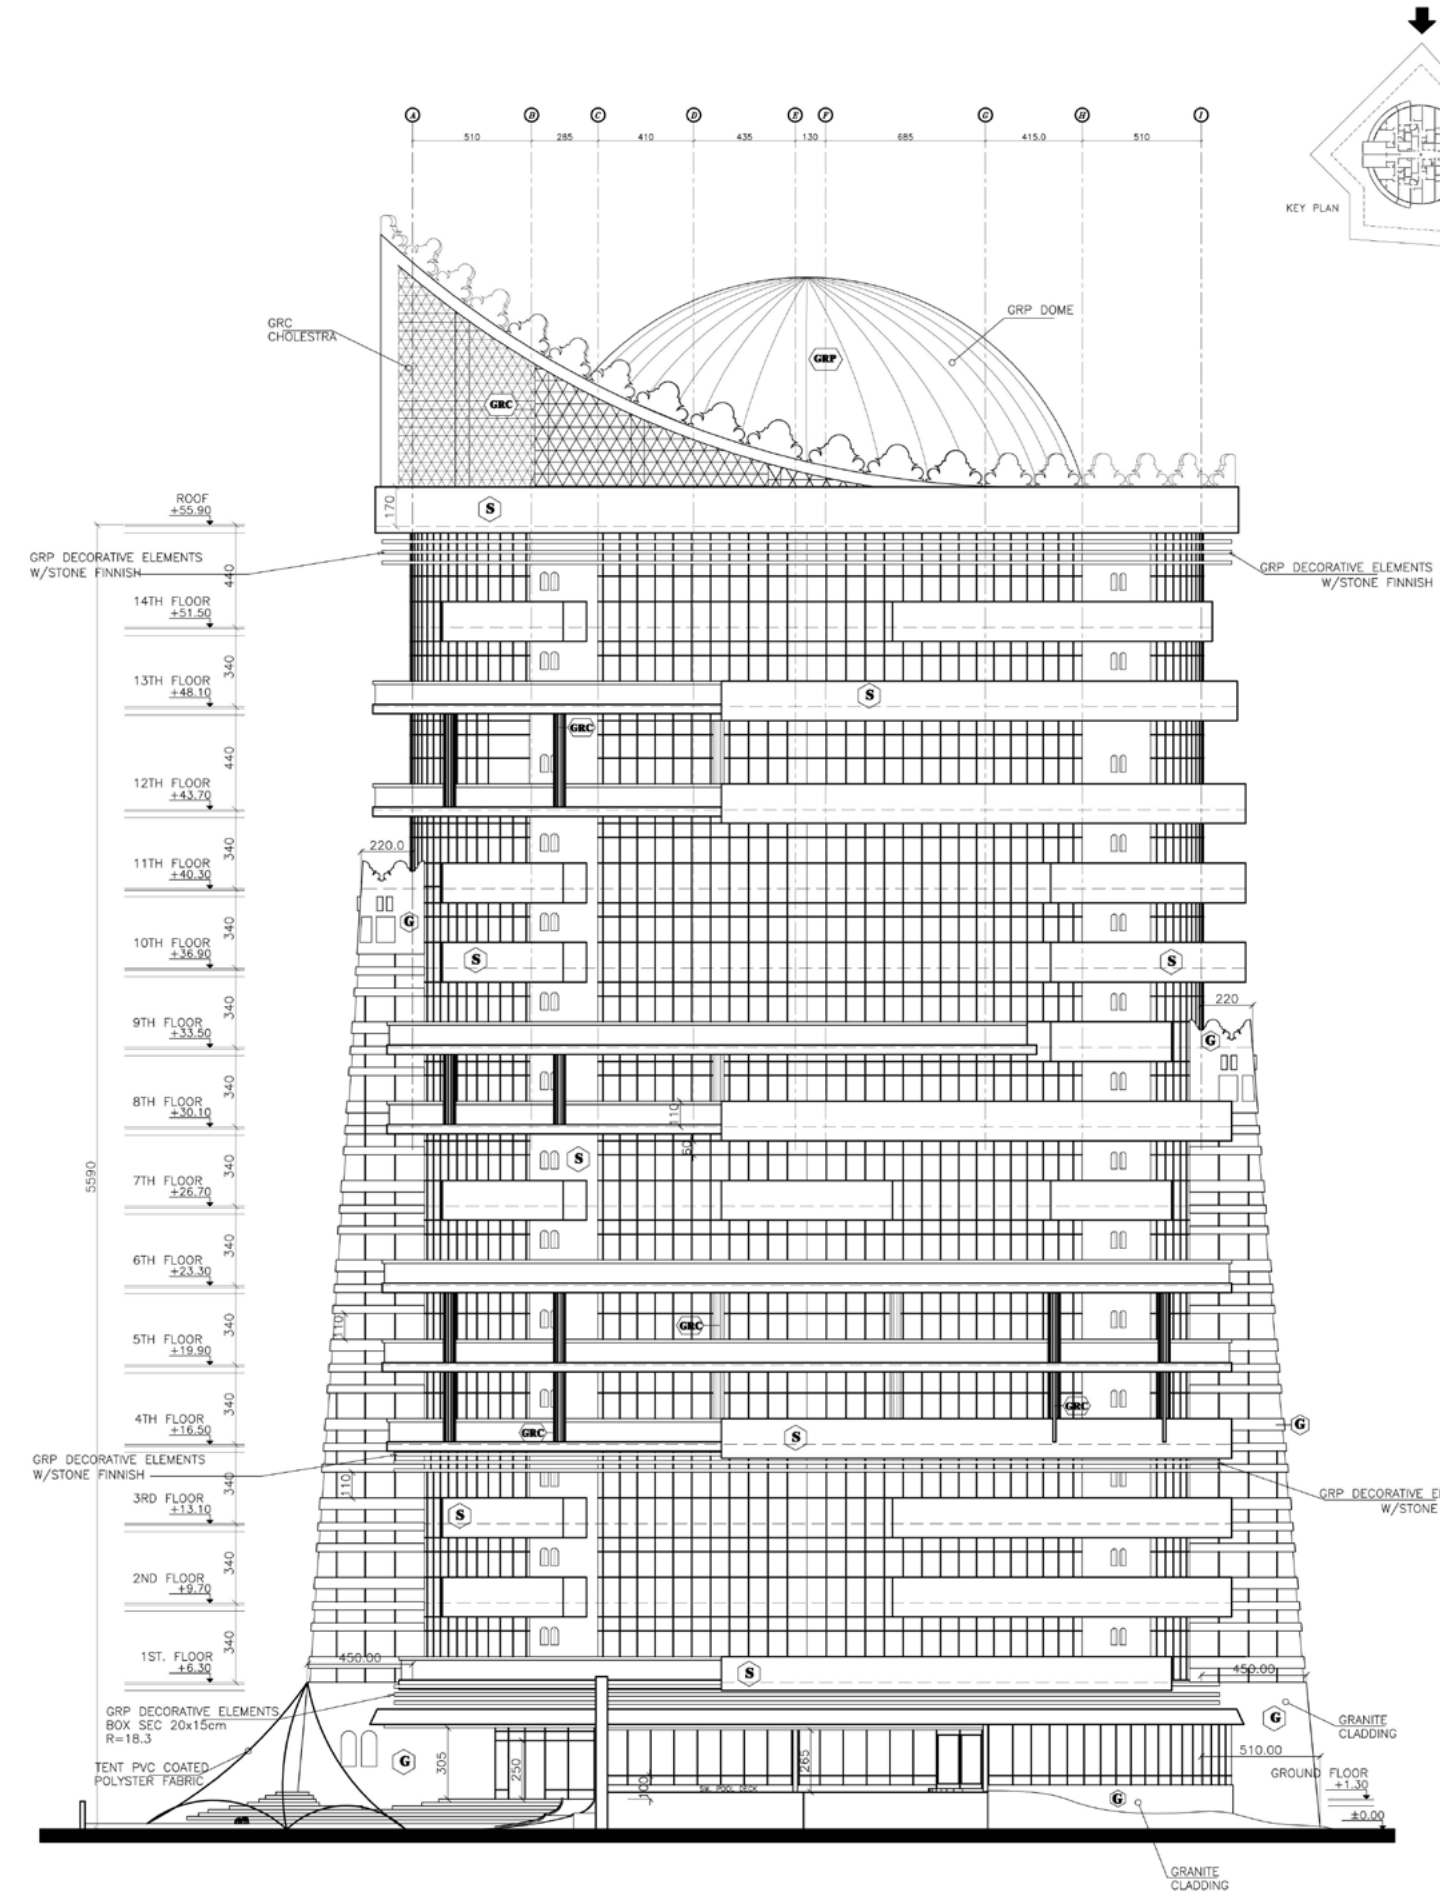 A B C D E F G H I
510 285 410 435 130 685 415.0 510
KEY PLAN
GRC
CHOLESTRA
GRP DOME
GRP
GRC
ROOF
+55.90
170
S
GRP DECORATIVE ELEMENTS
W/STONE FINNISH
GRP DECORATIVE ELEMENTS
W/STONE FINNISH
440
14TH FLOOR
+51.50
340
13TH FLOOR
+48.10
S
GRC
440
12TH FLOOR
+43.70
340
220.0
11TH FLOOR
+40.30
340
G
10TH FLOOR
+36.90
S
S
340
220
9TH FLOOR
+33.50
G
340
8TH FLOOR
+30.10
110
60
340
S
5590
7TH FLOOR
+26.70
340
6TH FLOOR
+23.30
340
110
GRC
5TH FLOOR
+19.90
340
GRC
4TH FLOOR
+16.50
GRC
S
G
GRP DECORATIVE ELEMENTS
W/STONE FINNISH
340
110
GRP DECORATIVE E
W/STONE
3RD FLOOR
+13.10
S
340
2ND FLOOR
+9.70
340
1ST. FLOOR
+6.30
450.00
S
450.00
GRP DECORATIVE ELEMENTS
BOX SEC 20x15cm
R=18.3
G
GRANITE
CLADDING
TENT PVC COATED
POLYSTER FABRIC
G
305
250
100
SW. POOL DECK
265
510.00
GROUND FLOOR
+1.30
G
±0.00
GRANITE
CLADDING